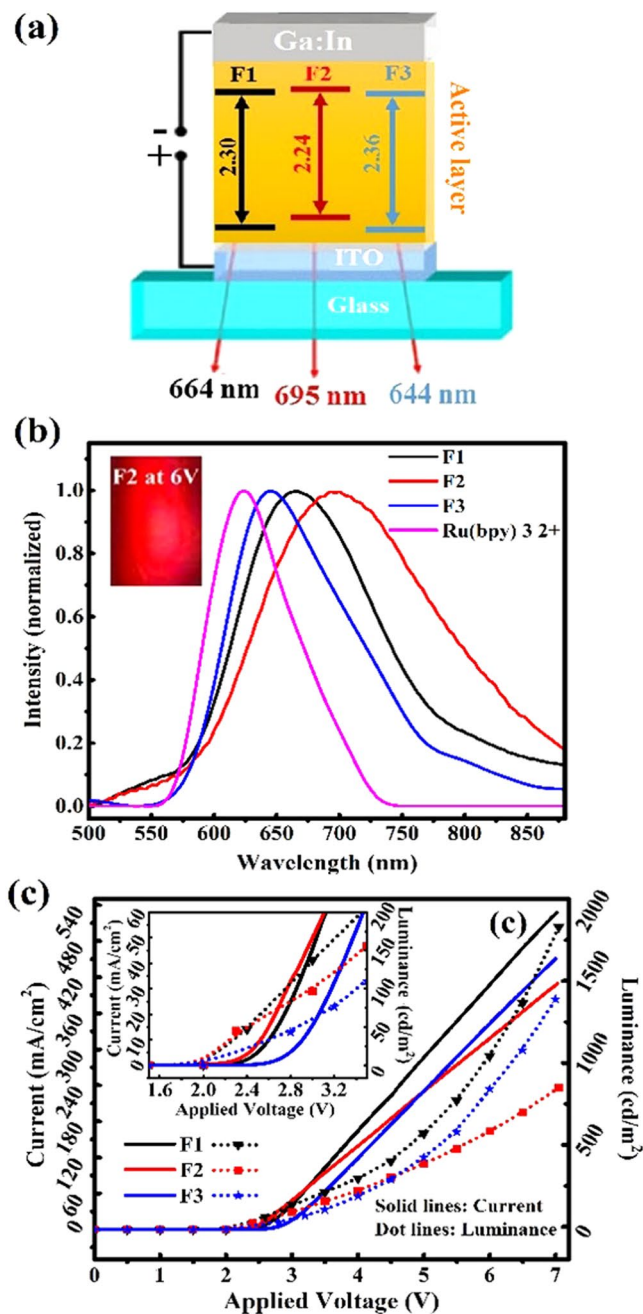 (a)
Ga:In
F1 F2 F3
2.30 2.24 2.36
Active layer
-
+
ITO
Glass
664 nm 695 nm 644 nm
(b)
F2 at 6V
F1
F2
F3
Ru(bpy) 3 2+
Intensity (normalized)
1.0
0.8
0.6
0.4
0.2
0.0
500 550 600 650 700 750 800 850
Wavelength (nm)
(c)
(c)
Current (mA/cm²)
540
480
420
360
300
240
180
120
60
0
Luminance (cd/m²)
2000
1500
1000
500
0
Current (mA/cm²)
60
50
40
30
20
10
0
Luminance (cd/m²)
200
150
100
50
0
1.6 2.0 2.4 2.8 3.2
Applied Voltage (V)
F1
F2
F3
Solid lines: Current
Dot lines: Luminance
0 1 2 3 4 5 6 7
Applied Voltage (V)